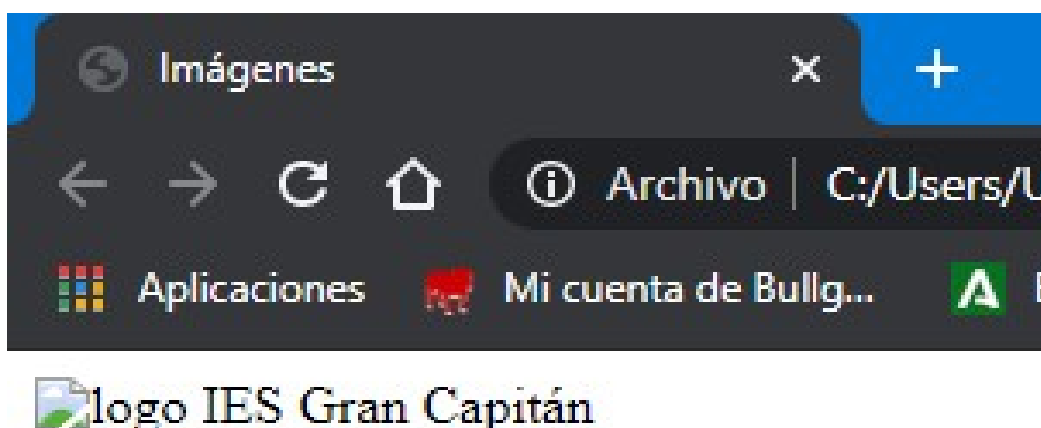 Imágenes
Archivo | C:/Users/U
Aplicaciones Mi cuenta de Bullg...
logo IES Gran Capitán